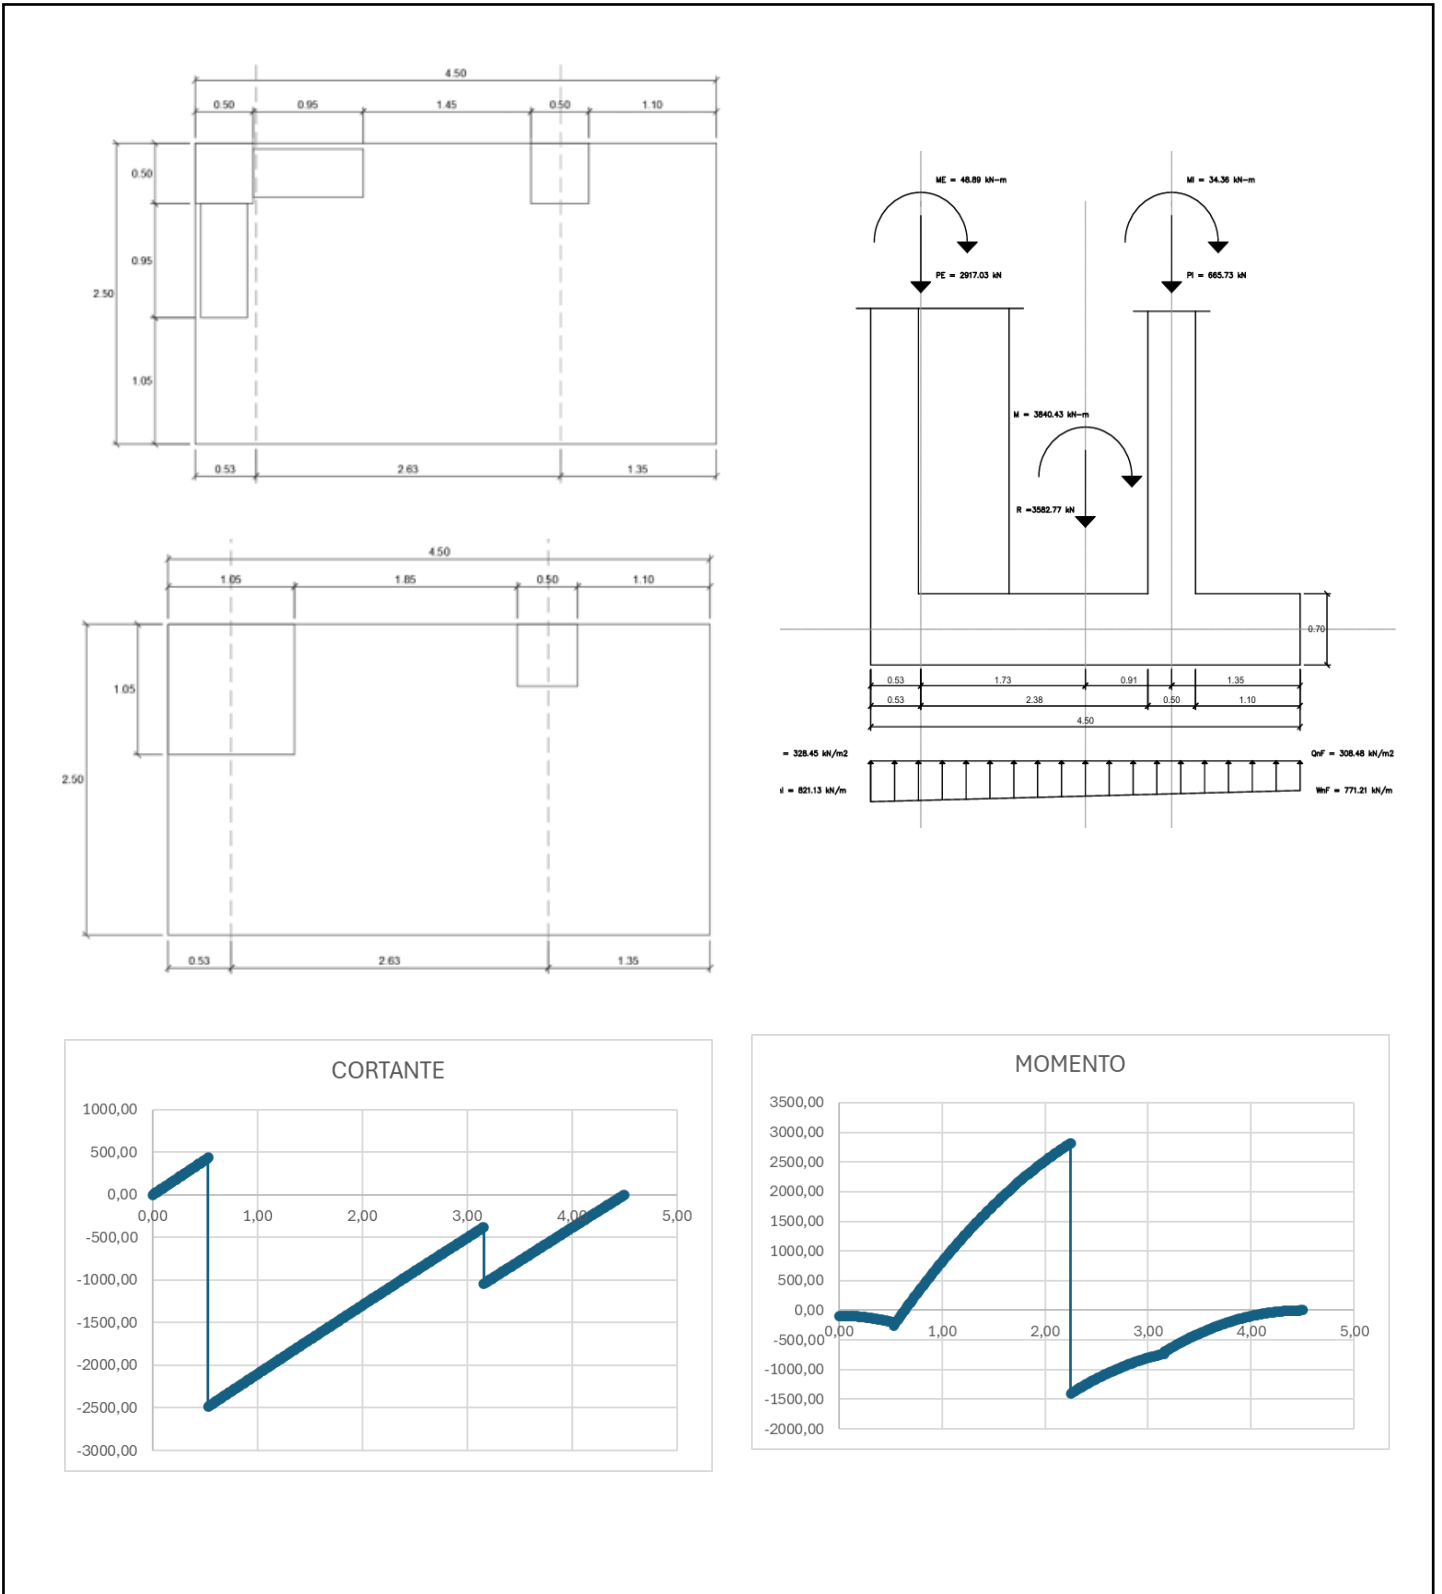 4.50
0.50 0.95 1.45 0.50 1.10
0.50
0.95
2.50
1.05
0.53 2.63 1.35
4.50
1.05 1.85 0.50 1.10
1.05
2.50
0.53 2.63 1.35
ME = 48.89 kN-m
MI = 34.36 kN-m
PE = 2917.03 kN
PI = 665.73 kN
M = 3840.43 kN-m
R =3582.77 kN
0.70
0.53 1.73 0.91 1.35
0.53 2.38 0.50 1.10
4.50
= 328.45 kN/m2
QnF = 308.48 kN/m2
= 821.13 kN/m
WnF = 771.21 kN/m
CORTANTE
1000,00
500,00
0,00
0,00 1,00 2,00 3,00 4,00 5,00
-500,00
-1000,00
-1500,00
-2000,00
-2500,00
-3000,00
MOMENTO
3500,00
3000,00
2500,00
2000,00
1500,00
1000,00
500,00
0,00
0,00 1,00 2,00 3,00 4,00 5,00
-500,00
-1000,00
-1500,00
-2000,00